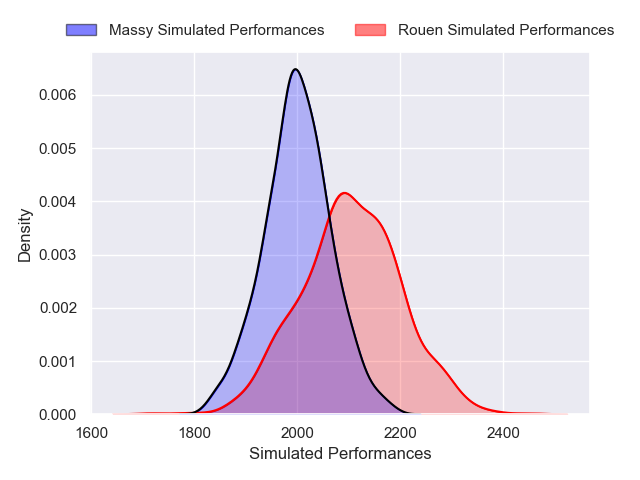 Massy Simulated Performances Rouen Simulated Performances
0.006
0.005
0.004
0.003
0.002
0.001
0.000
Density
1600 1800 2000 2200 2400
Simulated Performances